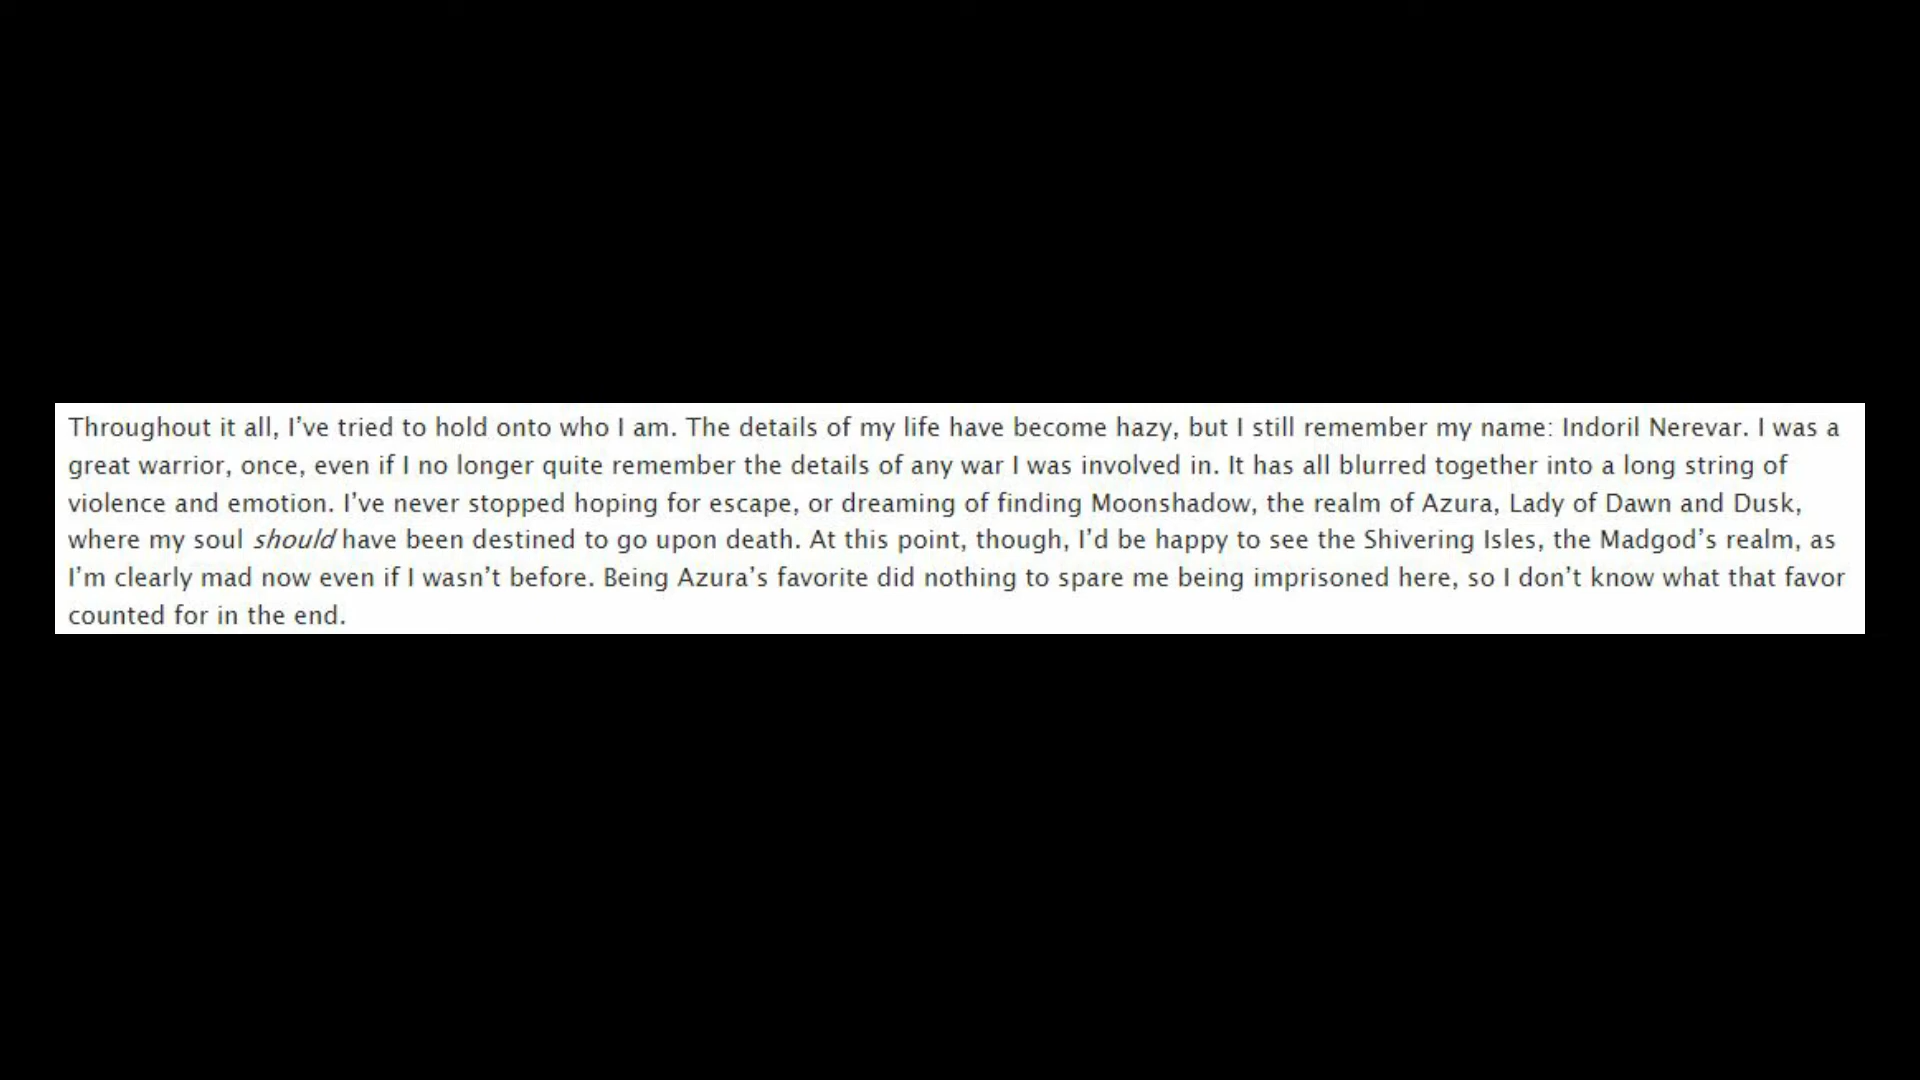 Throughout it all, I’ve tried to hold onto who I am. The details of my life have become hazy, but I still remember my name: Indoril Nerevar. I was a
great warrior, once, even if I no longer quite remember the details of any war I was involved in. It has all blurred together into a long string of
violence and emotion. I’ve never stopped hoping for escape, or dreaming of finding Moonshadow, the realm of Azura, Lady of Dawn and Dusk,
where my soul should have been destined to go upon death. At this point, though, I’d be happy to see the Shivering Isles, the Madgod’s realm, as
I’m clearly mad now even if I wasn’t before. Being Azura’s favorite did nothing to spare me being imprisoned here, so I don’t know what that favor
counted for in the end.